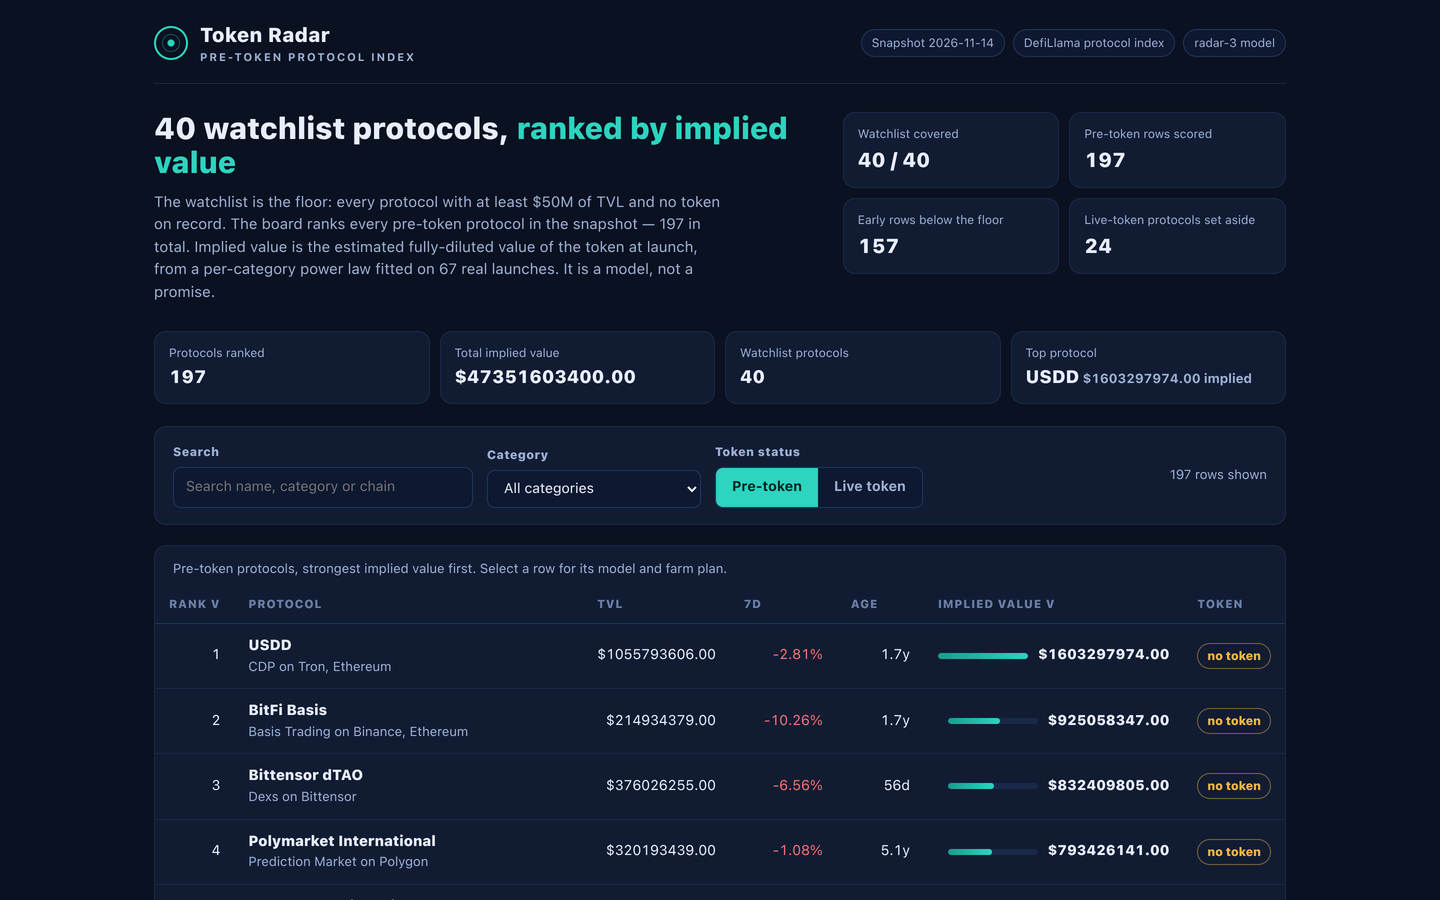 Token Radar
PRE-TOKEN PROTOCOL INDEX
Snapshot 2026-11-14
DefiLlama protocol index
radar-3 model
40 watchlist protocols, ranked by implied
value
The watchlist is the floor: every protocol with at least $50M of TVL and no token
on record. The board ranks every pre-token protocol in the snapshot — 197 in
total. Implied value is the estimated fully-diluted value of the token at launch,
from a per-category power law fitted on 67 real launches. It is a model, not a
promise.
Watchlist covered
40 / 40
Pre-token rows scored
197
Early rows below the floor
157
Live-token protocols set aside
24
Protocols ranked
197
Total implied value
$47351603400.00
Watchlist protocols
40
Top protocol
USDD $1603297974.00 implied
Search
Search name, category or chain
Category
All categories
Token status
Pre-token
Live token
197 rows shown
Pre-token protocols, strongest implied value first. Select a row for its model and farm plan.
RANK V PROTOCOL TVL 7D AGE IMPLIED VALUE V TOKEN
1 USDD $1055793606.00 -2.81% 1.7y $1603297974.00 no token
CDP on Tron, Ethereum
2 BitFi Basis $214934379.00 -10.26% 1.7y $925058347.00 no token
Basis Trading on Binance, Ethereum
3 Bittensor dTAO $376026255.00 -6.56% 56d $832409805.00 no token
Dexs on Bittensor
4 Polymarket International $320193439.00 -1.08% 5.1y $793426141.00 no token
Prediction Market on Polygon